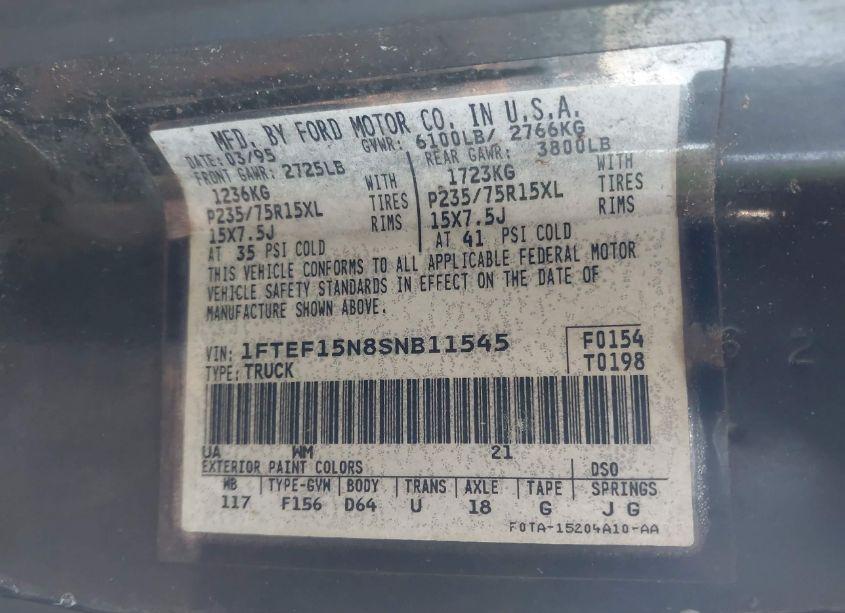 MFD. BY FORD MOTOR CO. IN U.S.A.
DATE: 03/95 GVWR: 6100LB/ 2766KG
FRONT GAWR: 2725LB REAR GAWR: 3800LB
1236KG WITH 1723KG WITH
P235/75R15XL TIRES P235/75R15XL TIRES
15X7.5J RIMS 15X7.5J RIMS
AT 35 PSI COLD AT 41 PSI COLD
THIS VEHICLE CONFORMS TO ALL APPLICABLE FEDERAL MOTOR
VEHICLE SAFETY STANDARDS IN EFFECT ON THE DATE OF
MANUFACTURE SHOWN ABOVE.
VIN: 1FTEF15N8SNB11545 F0154
TYPE: TRUCK T0198
UA WM 21
EXTERIOR PAINT COLORS DSO
WB TYPE-GVW BODY TRANS AXLE TAPE SPRINGS
117 F156 D64 U 18 G J G
F0TA-15204A10-AA